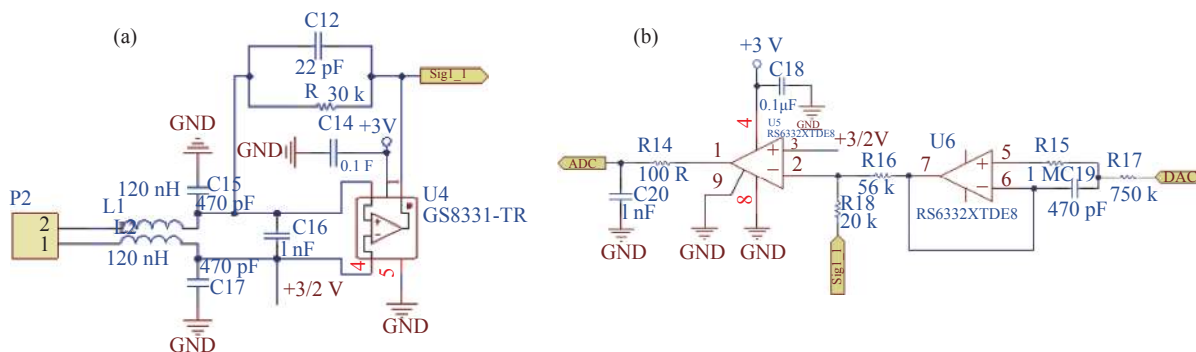 (a)
C12
22 pF
Sig1_1
R 30 k
GND
C14
+3V
GND
0.1 F
120 nH
C15
470 pF
P2
L1
L2
2
1
1
U4
GS8331-TR
C16
1 nF
120 nH
470 pF
C17
4
5
+3/2 V
GND
GND
(b)
+3 V
C18
0.1μF
GND
4
U5
RS6332XTDE8
+3/2V
U6
ADC
R14
1
3
2
R16
7
5
R15
R17
DAC
100 R
9
56 k
6
1 M
C19
750 k
C20
1 nF
8
R18
20 k
RS6332XTDE8
470 pF
GND
GND
GND
Sig1_1